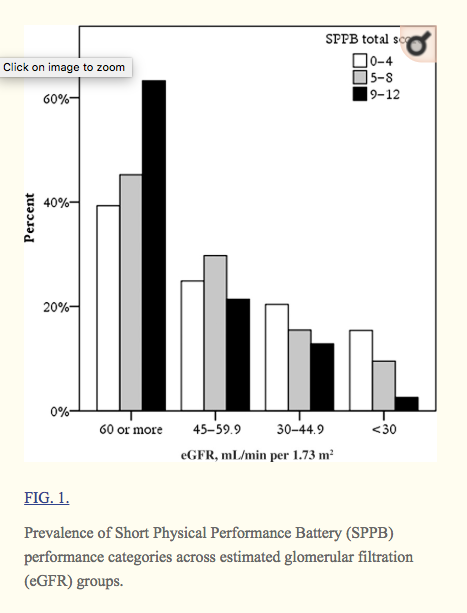 SPPB total
0-4
5-8
9-12
Click on image to zoom
60%
40%
20%
0%
Percent
60 or more
45-59.9
30-44.9
<30
eGFR, mL/min per 1.73 m²
FIG. 1.
Prevalence of Short Physical Performance Battery (SPPB)
performance categories across estimated glomerular filtration
(eGFR) groups.